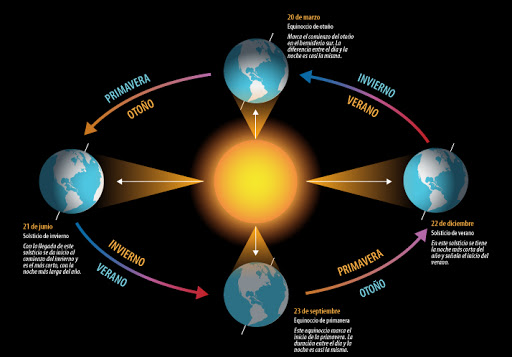 20 de marzo
Equinoccio de otoño
Marca el comienzo del otoño
en el hemisferio sur. La
diferencia entre el día y la
noche es casi la misma.
PRIMAVERA
OTOÑO
INVIERNO
VERANO
21 de junio
Solsticio de invierno
Con la llegada de este
solsticio se da inicio al
comienzo del invierno y
es el más corto, con la
noche más larga del año.
22 de diciembre
Solsticio de verano
En este solsticio se tiene
la noche más corta del
año y señala el inicio del
verano.
INVIERNO
VERANO
PRIMAVERA
OTOÑO
23 de septiembre
Equinoccio de primavera
Este equinoccio marca el
inicio de la primavera. La
duración entre el día y la
noche es casi la misma.